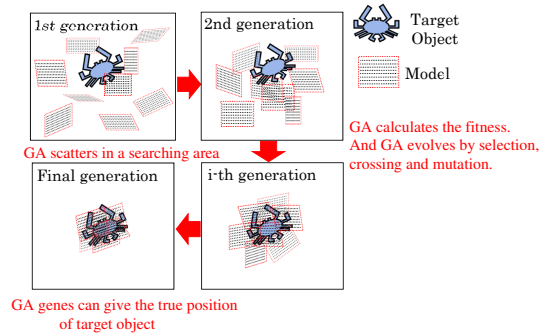 1st generation
2nd generation
Target
Object
Model
GA scatters in a searching area
GA calculates the fitness.
And GA evolves by selection,
crossing and mutation.
Final generation
i-th generation
GA genes can give the true position
of target object